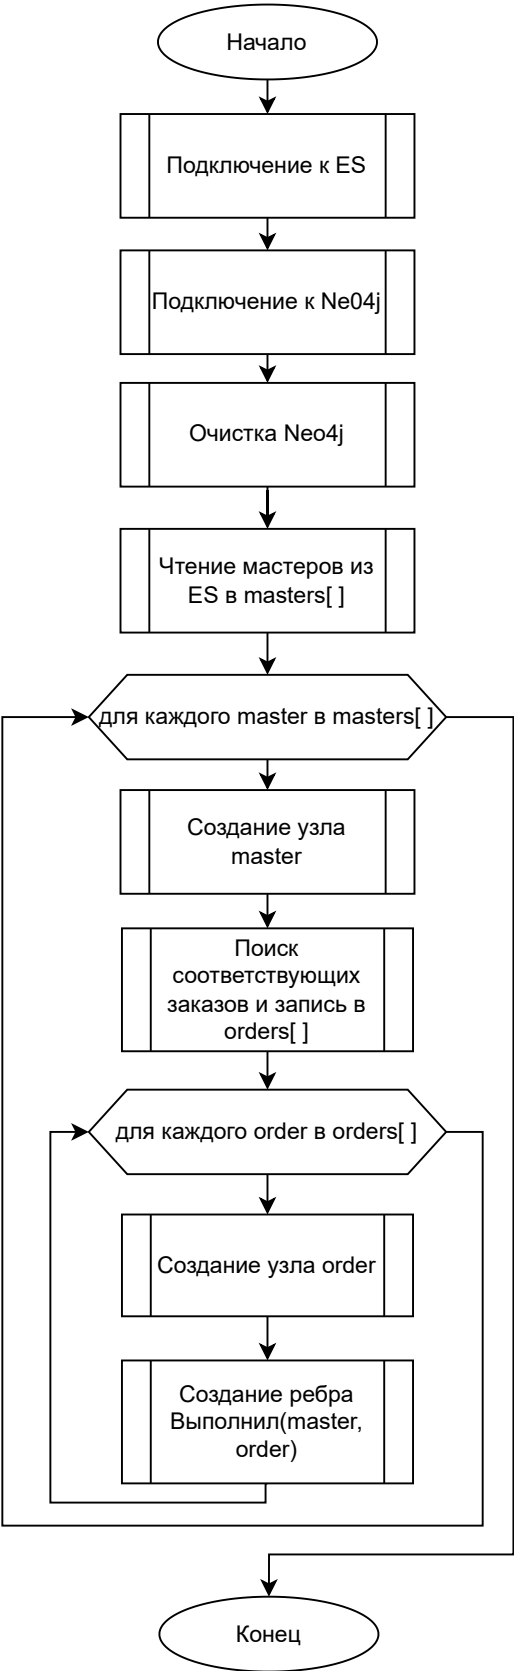 Начало
Подключение к ES
Подключение к Ne04j
Очистка Neo4j
Чтение мастеров из
ES в masters[ ]
для каждого master в masters[ ]
Создание узла
master
Поиск
соответствующих
заказов и запись в
orders[ ]
для каждого order в orders[ ]
Создание узла order
Создание ребра
Выполнил(master,
order)
Конец